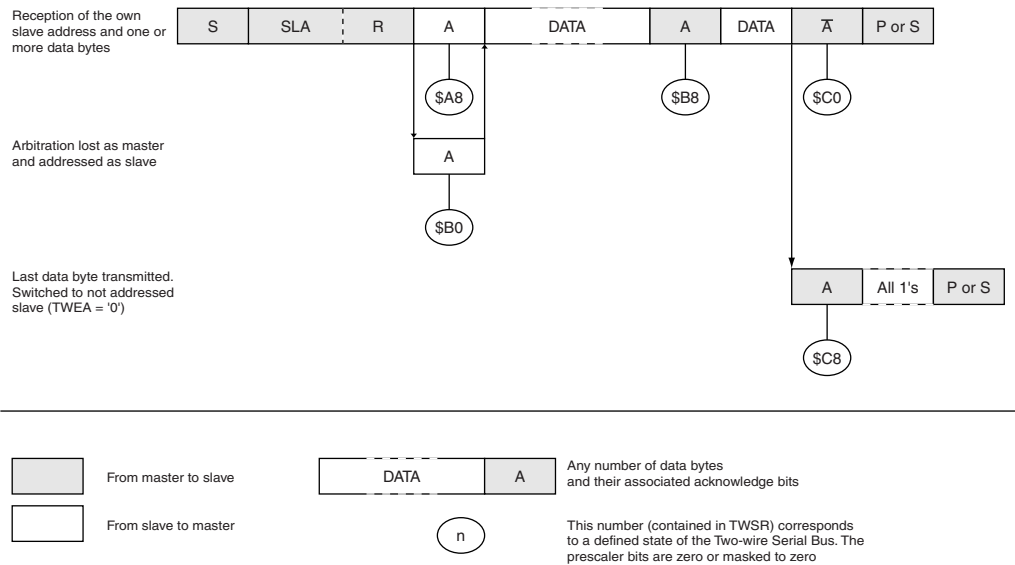 Reception of the own
slave address and one or
more data bytes
S SLA R A DATA A DATA A̅ P or S
$A8 $B8 $C0
Arbitration lost as master
and addressed as slave
A
$B0
Last data byte transmitted.
Switched to not addressed
slave (TWEA = '0')
A All 1's P or S
$C8
From master to slave
DATA A
Any number of data bytes
and their associated acknowledge bits
From slave to master
n
This number (contained in TWSR) corresponds
to a defined state of the Two-wire Serial Bus. The
prescaler bits are zero or masked to zero